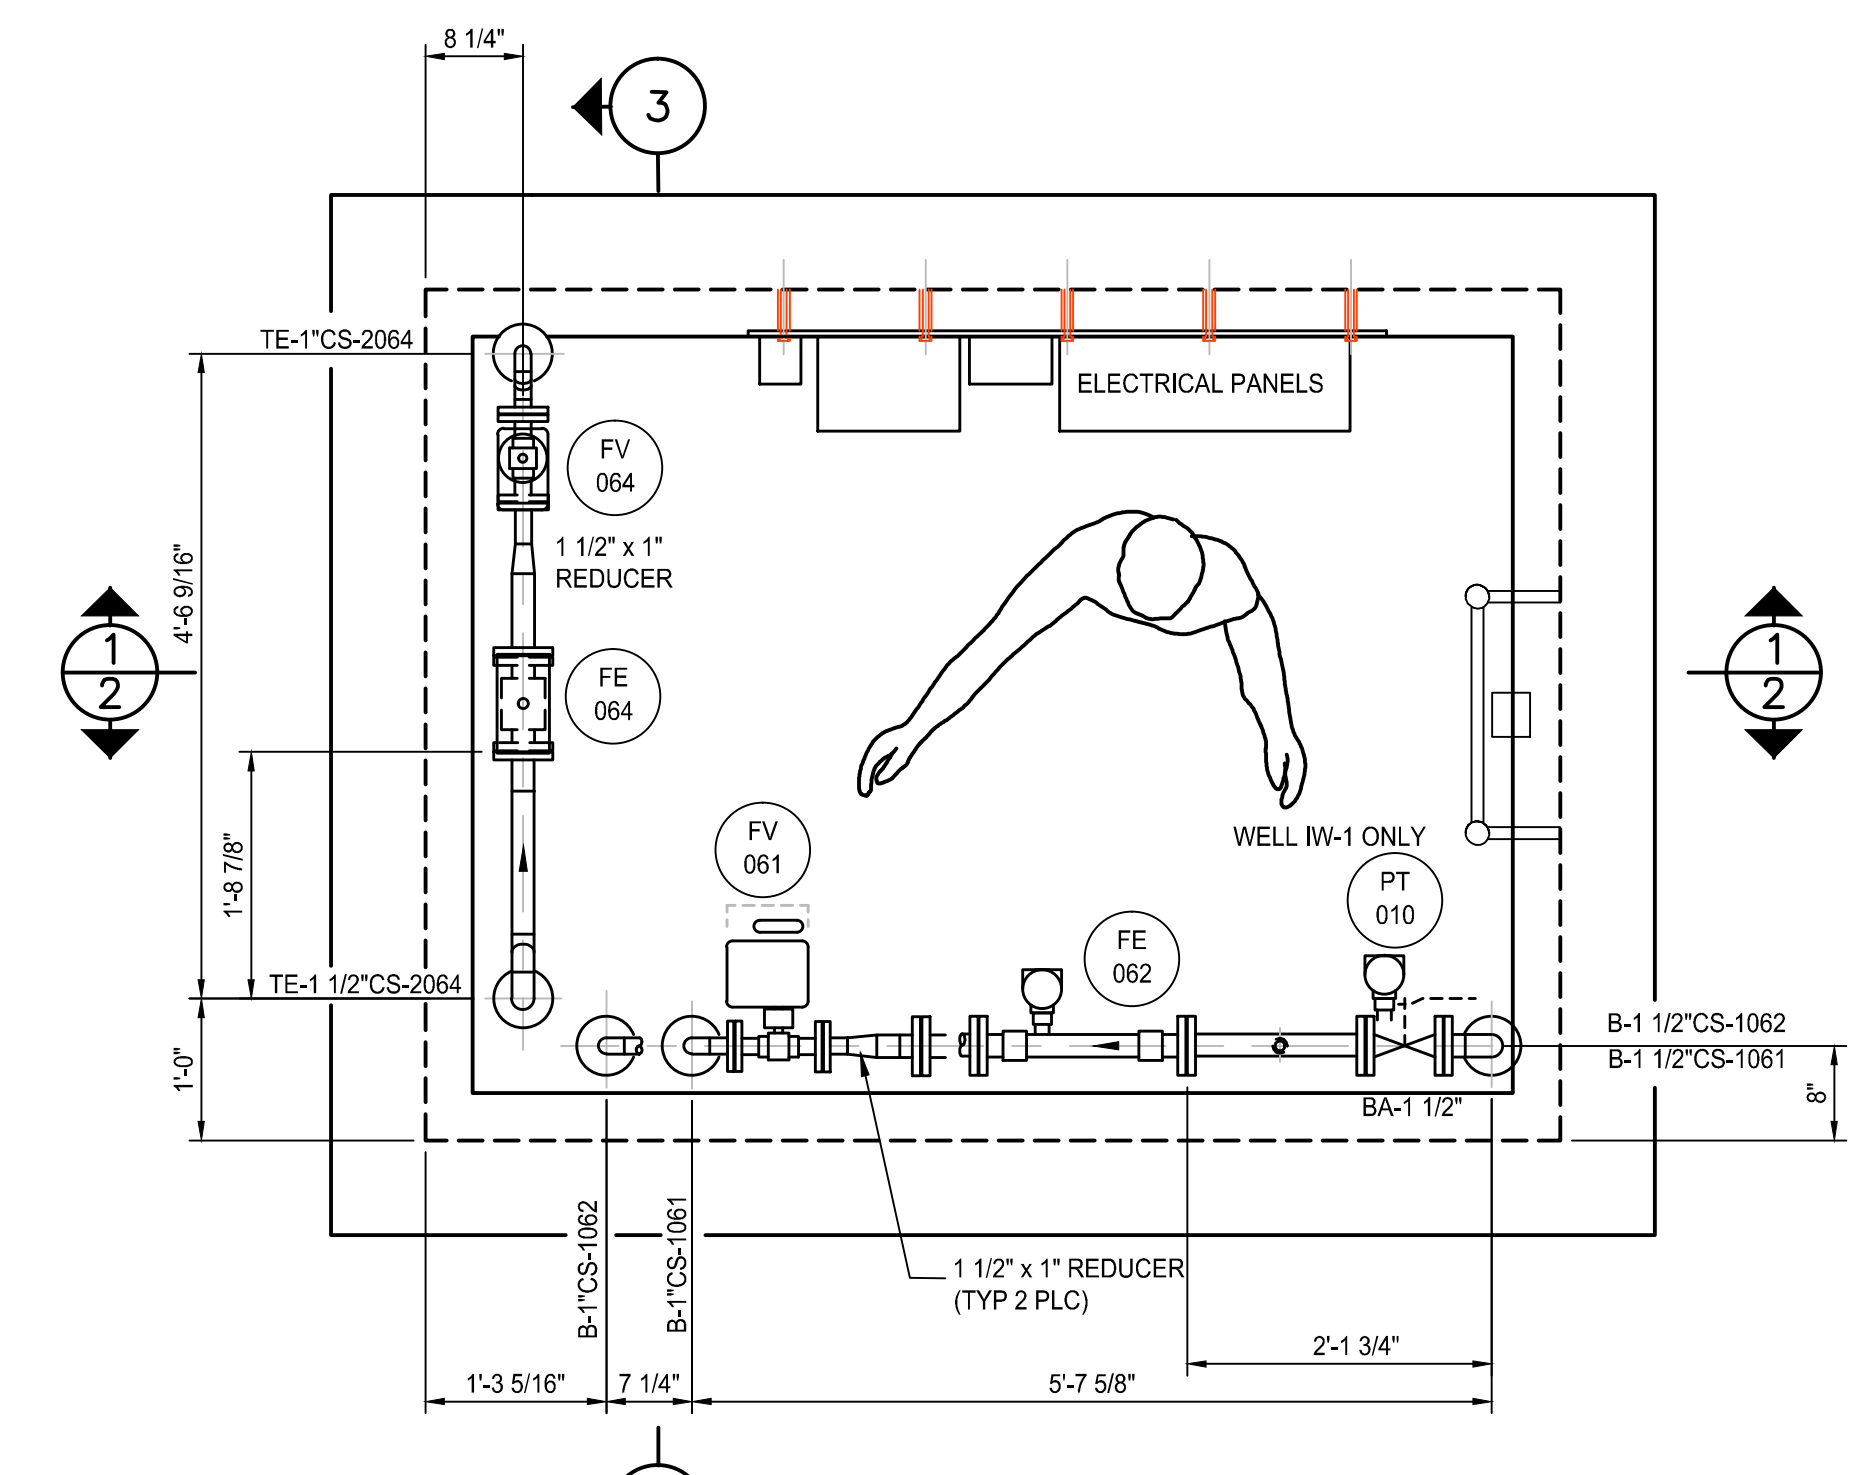 8 1/4"
3
TE-1"CS-2064
ELECTRICAL PANELS
FV
064
1 1/2" x 1"
REDUCER
4'-6 9/16"
1
2
FE
064
1
2
1'-8 7/8"
FV
061
WELL IW-1 ONLY
PT
010
FE
062
TE-1 1/2"CS-2064
1'-0"
B-1 1/2"CS-1062
B-1 1/2"CS-1061
8"
BA-1 1/2"
B-1"CS-1062
B-1"CS-1061
1 1/2" x 1" REDUCER
(TYP 2 PLC)
2'-1 3/4"
1'-3 5/16"
7 1/4"
5'-7 5/8"